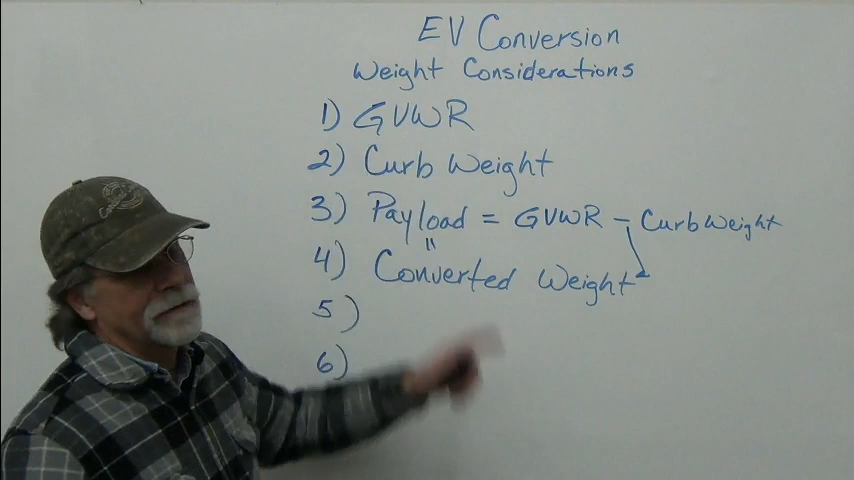 EV Conversion
Weight Considerations
1) GVWR
2) Curb Weight
3) Payload = GVWR - Curb Weight
"
4) Converted Weight
5)
6)